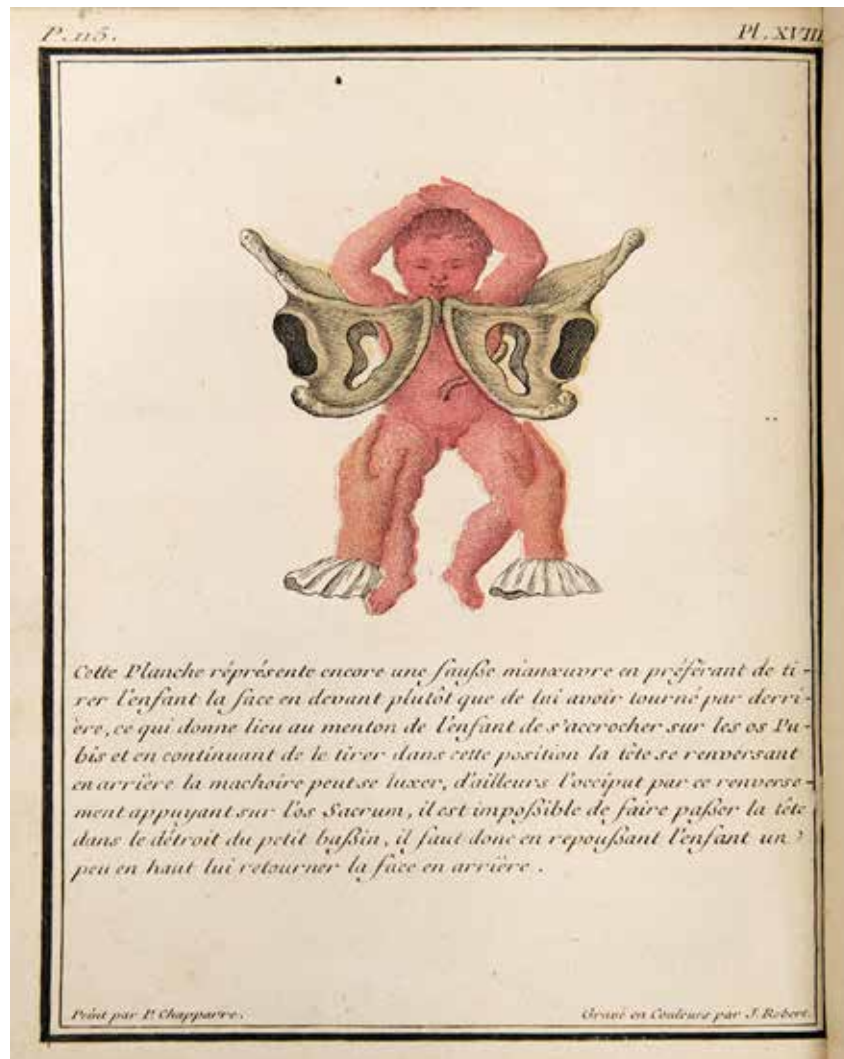 P. 115.
Pl. XVIII
Cette Planche réprésente encore une fauſse manœuvre en préférant de ti-
rer l'enfant la face en devant plutôt que de lui avoir tourné par derri-
ère, ce qui donne lieu au menton de l'enfant de s'accrocher sur les os Pu-
bis et en continuant de le tirer dans cette position la tête se renversant
en arrière la machoire peut se luxer, d'ailleurs l'occiput par ce renverse-
ment appuyant sur l'os Sacrum, il est impoſsible de faire paſser la tête
dans le détroit du petit baſsin, il faut donc en repouſsant l'enfant un
peu en haut lui retourner la face en arrière.
Peint par P. Chapparre.
Gravé en Couleurs par J. Robert.